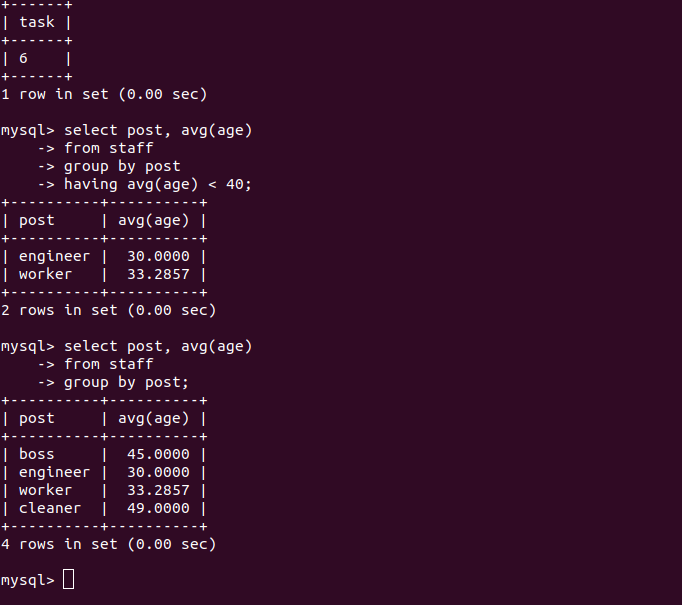 +------+
| task |
+------+
| 6    |
+------+
1 row in set (0.00 sec)

mysql> select post, avg(age)
    -> from staff
    -> group by post
    -> having avg(age) < 40;
+----------+----------+
| post     | avg(age) |
+----------+----------+
| engineer |  30.0000 |
| worker   |  33.2857 |
+----------+----------+
2 rows in set (0.00 sec)

mysql> select post, avg(age)
    -> from staff
    -> group by post;
+----------+----------+
| post     | avg(age) |
+----------+----------+
| boss     |  45.0000 |
| engineer |  30.0000 |
| worker   |  33.2857 |
| cleaner  |  49.0000 |
+----------+----------+
4 rows in set (0.00 sec)

mysql>